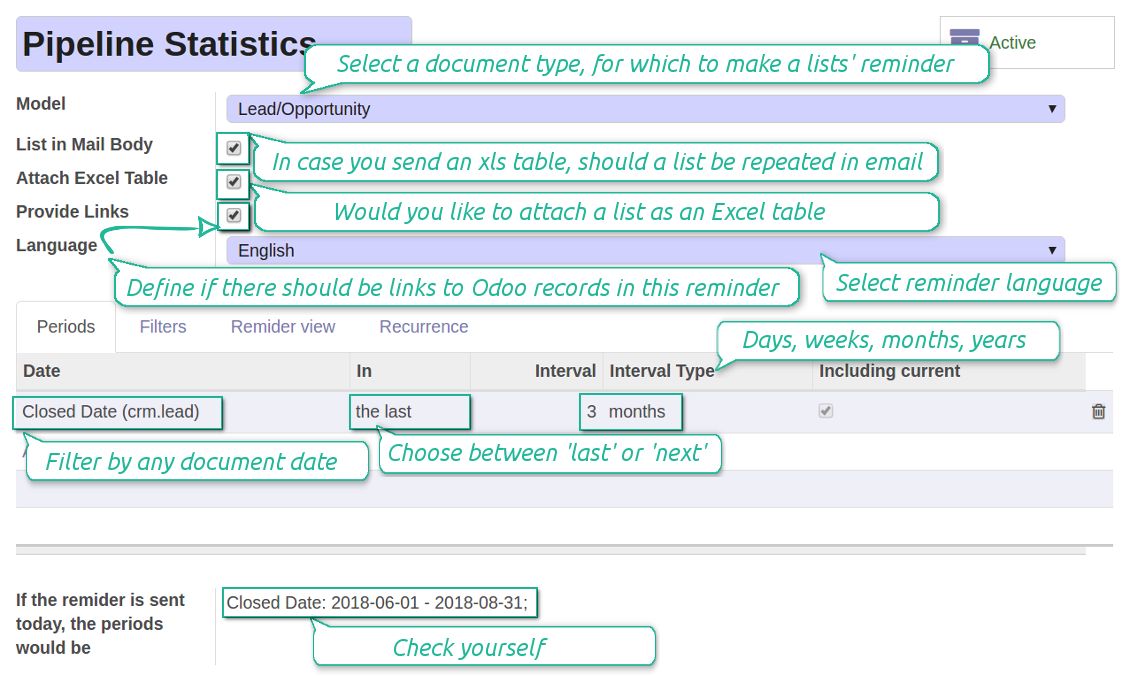 Pipeline Statistics
Active
Select a document type, for which to make a lists' reminder
Model
Lead/Opportunity
List in Mail Body
In case you send an xls table, should a list be repeated in email
Attach Excel Table
Would you like to attach a list as an Excel table
Provide Links
Language
English
Define if there should be links to Odoo records in this reminder
Select reminder language
Periods Filters Remider view Recurrence
Days, weeks, months, years
Date In Interval Interval Type Including current
Closed Date (crm.lead) the last 3 months
Filter by any document date
Choose between 'last' or 'next'
If the remider is sent
today, the periods
would be
Closed Date: 2018-06-01 - 2018-08-31;
Check yourself